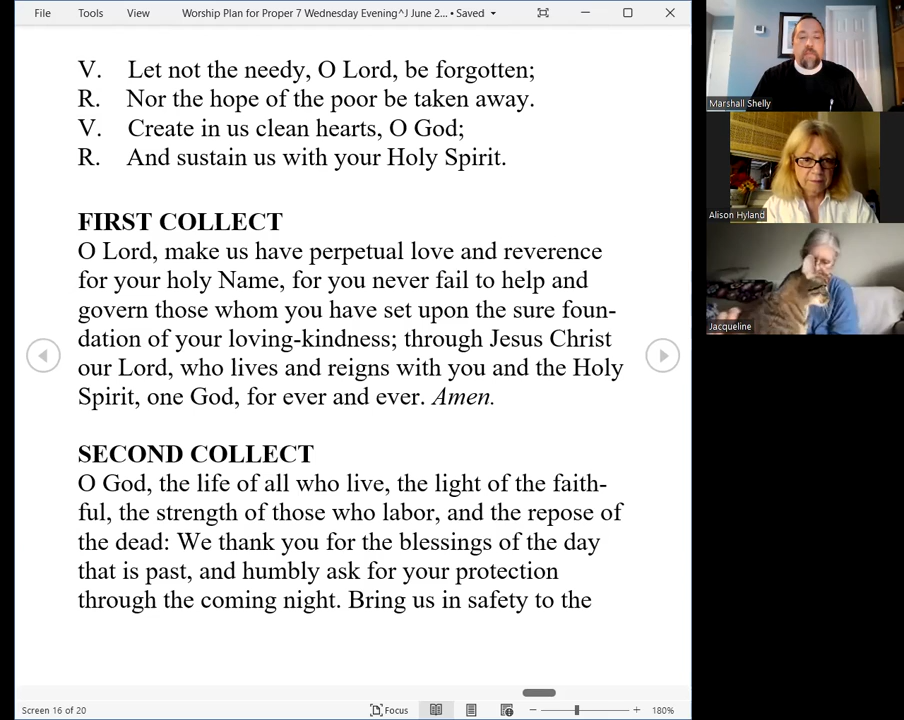 File Tools View Worship Plan for Proper 7 Wednesday Evening^J June 2... • Saved
V. Let not the needy, O Lord, be forgotten;
R. Nor the hope of the poor be taken away.
V. Create in us clean hearts, O God;
R. And sustain us with your Holy Spirit.
FIRST COLLECT
O Lord, make us have perpetual love and reverence
for your holy Name, for you never fail to help and
govern those whom you have set upon the sure foun-
dation of your loving-kindness; through Jesus Christ
our Lord, who lives and reigns with you and the Holy
Spirit, one God, for ever and ever. Amen.
SECOND COLLECT
O God, the life of all who live, the light of the faith-
ful, the strength of those who labor, and the repose of
the dead: We thank you for the blessings of the day
that is past, and humbly ask for your protection
through the coming night. Bring us in safety to the
Screen 16 of 20 Focus 180%
Marshall Shelly
Alison Hyland
Jacqueline